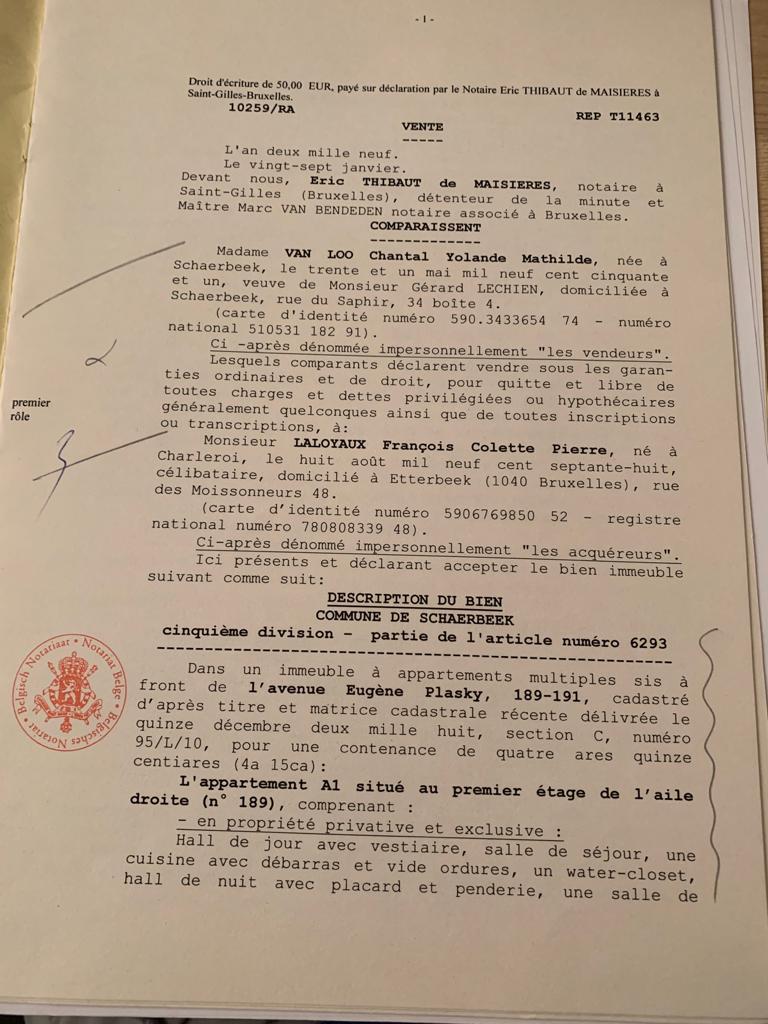 - 1 -
Droit d'écriture de 50,00 EUR, payé sur déclaration par le Notaire Eric THIBAUT de MAISIERES à
Saint-Gilles-Bruxelles.
10259/RA
REP T11463
VENTE
-----
L'an deux mille neuf.
Le vingt-sept janvier.
Devant nous, Eric THIBAUT de MAISIERES, notaire à
Saint-Gilles (Bruxelles), détenteur de la minute et
Maître Marc VAN BENDEDEN notaire associé à Bruxelles.
COMPARAISSENT
-------------
Madame VAN LOO Chantal Yolande Mathilde, née à
Schaerbeek, le trente et un mai mil neuf cent cinquante
et un, veuve de Monsieur Gérard LECHIEN, domiciliée à
Schaerbeek, rue du Saphir, 34 boîte 4.
(carte d'identité numéro 590.3433654 74 - numéro
national 510531 182 91).
Ci -après dénommée impersonnellement "les vendeurs".
Lesquels comparants déclarent vendre sous les garan-
ties ordinaires et de droit, pour quitte et libre de
toutes charges et dettes privilégiées ou hypothécaires
généralement quelconques ainsi que de toutes inscriptions
ou transcriptions, à:
premier
rôle
Monsieur LALOYAUX François Colette Pierre, né à
Charleroi, le huit août mil neuf cent septante-huit,
célibataire, domicilié à Etterbeek (1040 Bruxelles), rue
des Moissonneurs 48.
(carte d'identité numéro 5906769850 52 - registre
national numéro 780808339 48).
Ci-après dénommé impersonnellement "les acquéreurs".
Ici présents et déclarant accepter le bien immeuble
suivant comme suit:
DESCRIPTION DU BIEN
COMMUNE DE SCHAERBEEK
cinquième division - partie de l'article numéro 6293
----------------------------------------------------
Dans un immeuble à appartements multiples sis à
front de l'avenue Eugène Plasky, 189-191, cadastré
d'après titre et matrice cadastrale récente délivrée le
quinze décembre deux mille huit, section C, numéro
95/L/10, pour une contenance de quatre ares quinze
centiares (4a 15ca):
L'appartement A1 situé au premier étage de l'aile
droite (n° 189), comprenant :
- en propriété privative et exclusive :
Hall de jour avec vestiaire, salle de séjour, une
cuisine avec débarras et vide ordures, un water-closet,
hall de nuit avec placard et penderie, une salle de
Belgisch Notariaat • Notariat Belge • Belgisches Notariat •